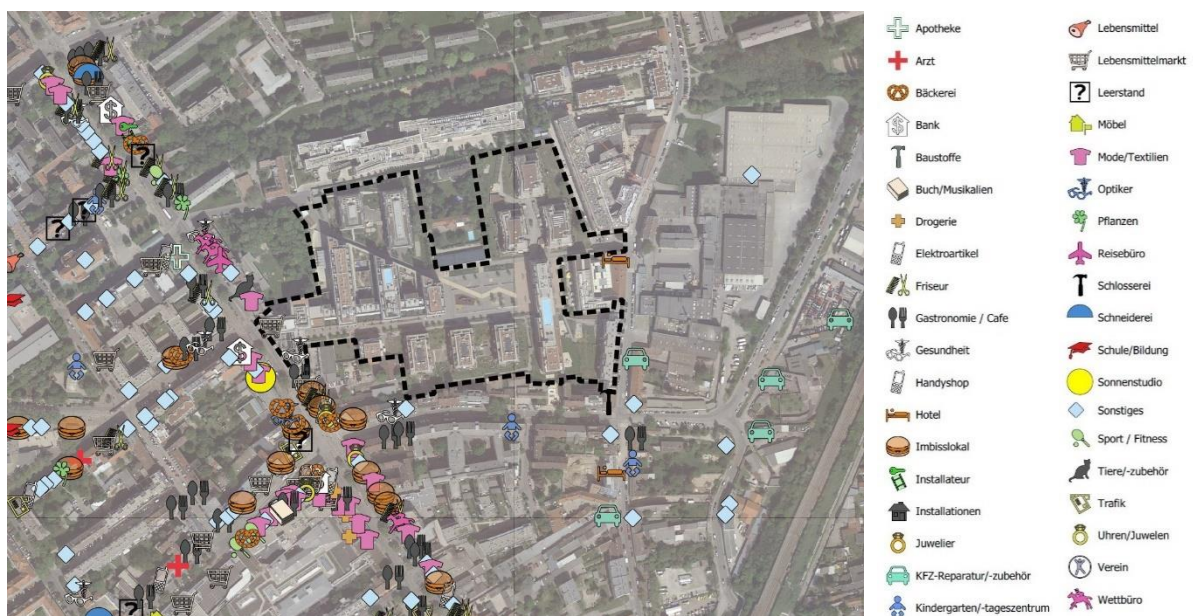 Apotheke
Arzt
Bäckerei
Bank
Baustoffe
Buch/Musikalien
Drogerie
Elektroartikel
Friseur
Gastronomie / Cafe
Gesundheit
Handyshop
Hotel
Imbisslokal
Installateur
Installationen
Juwelier
KFZ-Reparatur/-zubehör
Kindergarten/-tageszentrum
Lebensmittel
Lebensmittelmarkt
Leerstand
Möbel
Mode/Textilien
Optiker
Pflanzen
Reisebüro
Schlosserei
Schneiderei
Schule/Bildung
Sonnenstudio
Sonstiges
Sport / Fitness
Tiere/-zubehör
Trafik
Uhren/Juwelen
Verein
Wettbüro